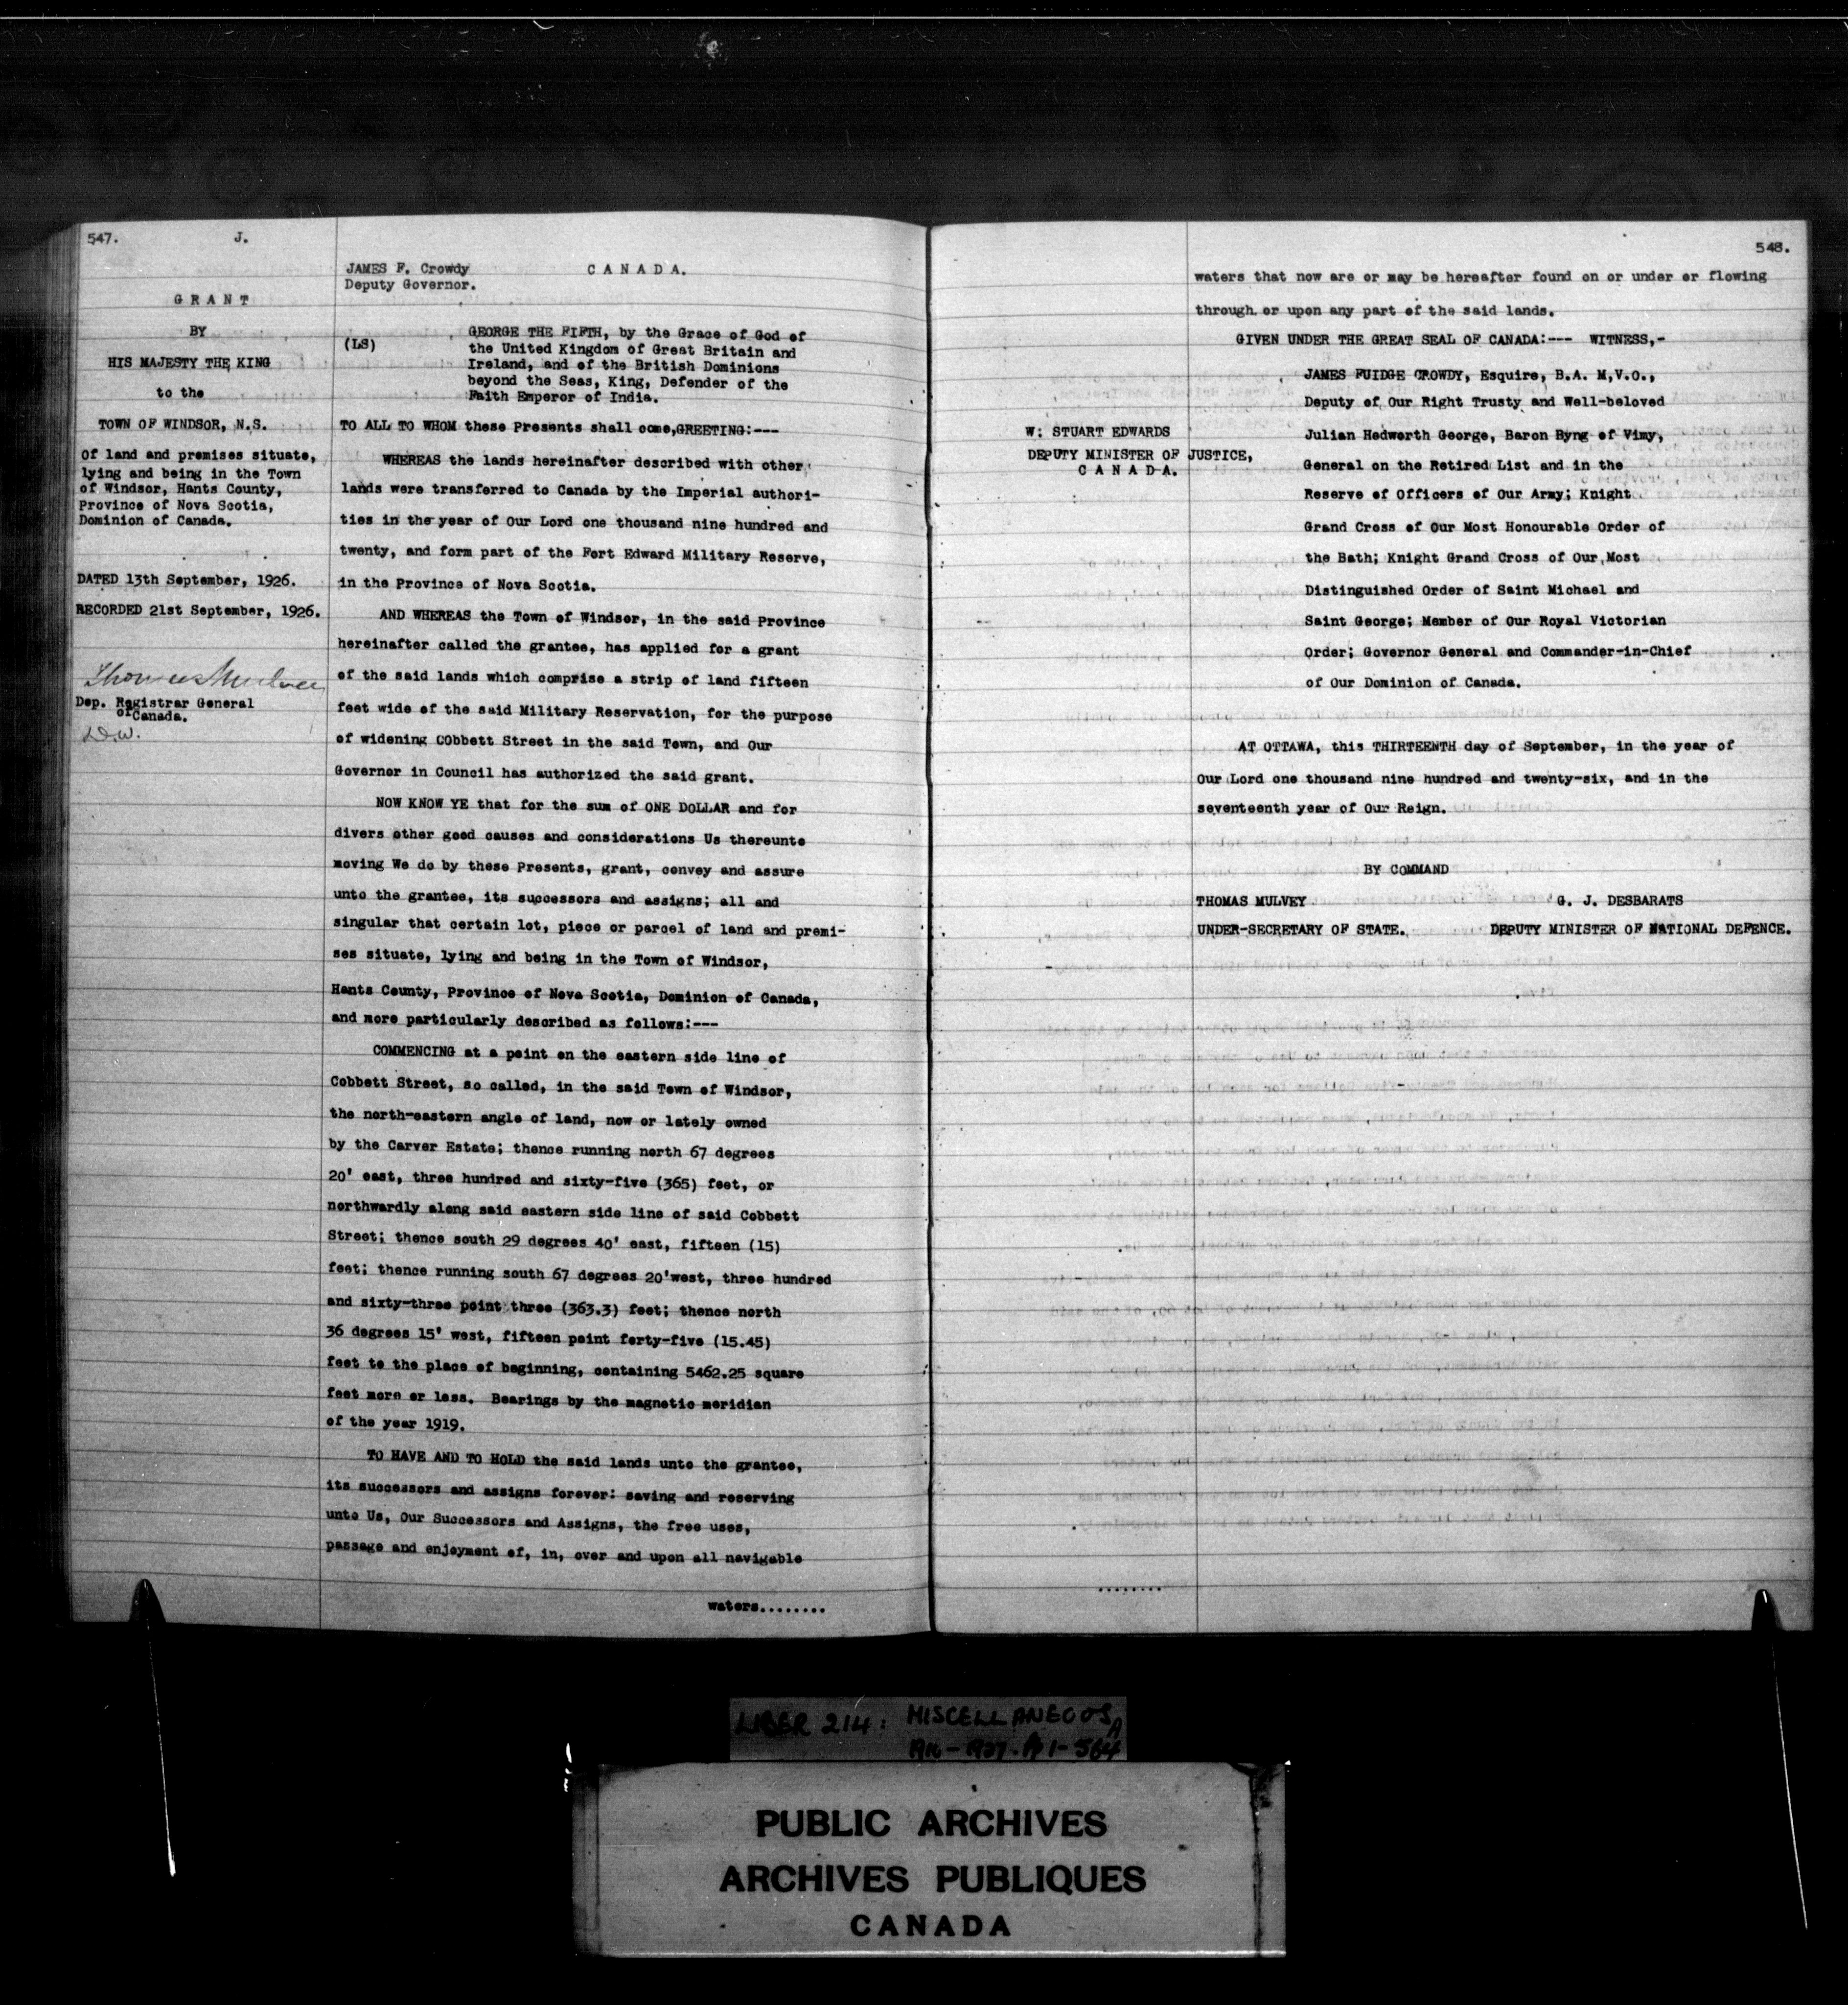 547.
J.
GRANT
BY
HIS MAJESTY THE KING
to the
TOWN OF WINDSOR, N.S.
Of land and premises situate,
lying and being in the Town
of Windsor, Hants County,
Province of Nova Scotia,
Dominion of Canada.
DATED 13th September, 1926.
RECORDED 21st September, 1926.
Thomas Mulvey
Dep. Registrar General
of Canada.
D.W.
JAMES F. Crowdy
Deputy Governor.
CANADA.
(LS)
GEORGE THE FIFTH, by the Grace of God of
the United Kingdom of Great Britain and
Ireland, and of the British Dominions
beyond the Seas, King, Defender of the
Faith Emperor of India.
TO ALL TO WHOM these Presents shall come,GREETING:---
WHEREAS the lands hereinafter described with other
lands were transferred to Canada by the Imperial authori-
ties in the year of Our Lord one thousand nine hundred and
twenty, and form part of the Fort Edward Military Reserve,
in the Province of Nova Scotia.
AND WHEREAS the Town of Windsor, in the said Province
hereinafter called the grantee, has applied for a grant
of the said lands which comprise a strip of land fifteen
feet wide of the said Military Reservation, for the purpose
of widening CObbett Street in the said Town, and Our
Governor in Council has authorized the said grant.
NOW KNOW YE that for the sum of ONE DOLLAR and for
divers other good causes and considerations Us thereunto
moving We do by these Presents, grant, convey and assure
unto the grantee, its successors and assigns; all and
singular that certain lot, piece or parcel of land and premi-
ses situate, lying and being in the Town of Windsor,
Hants County, Province of Nova Scotia, Dominion of Canada,
and more particularly described as follows:---
COMMENCING at a point on the eastern side line of
Cobbett Street, so called, in the said Town of Windsor,
the north-eastern angle of land, now or lately owned
by the Carver Estate; thence running north 67 degrees
20' east, three hundred and sixty-five (365) feet, or
northwardly along said eastern side line of said Cobbett
Street; thence south 29 degrees 40' east, fifteen (15)
feet; thence running south 67 degrees 20'west, three hundred
and sixty-three point three (363.3) feet; thence north
36 degrees 15' west, fifteen point forty-five (15.45)
feet to the place of beginning, containing 5462.25 square
feet more or less. Bearings by the magnetic meridian
of the year 1919.
TO HAVE AND TO HOLD the said lands unto the grantee,
its successors and assigns forever: saving and reserving
unto Us, Our Successors and Assigns, the free uses,
passage and enjoyment of, in, over and upon all navigable
waters........
548.
waters that now are or may be hereafter found on or under or flowing
through or upon any part of the said lands.
GIVEN UNDER THE GREAT SEAL OF CANADA:--- WITNESS,-
JAMES FUIDGE CROWDY, Esquire, B.A. M,V.O.,
Deputy of Our Right Trusty and Well-beloved
Julian Hedworth George, Baron Byng of Vimy,
General on the Retired List and in the
Reserve of Officers of Our Army; Knight
Grand Cross of Our Most Honourable Order of
the Bath; Knight Grand Cross of Our Most
Distinguished Order of Saint Michael and
Saint George; Member of Our Royal Victorian
Order; Governor General and Commander-in-Chief
of Our Dominion of Canada.
W: STUART EDWARDS
DEPUTY MINISTER OF JUSTICE,
CANADA.
AT OTTAWA, this THIRTEENTH day of September, in the year of
Our Lord one thousand nine hundred and twenty-six, and in the
seventeenth year of Our Reign.
BY COMMAND
THOMAS MULVEY
UNDER-SECRETARY OF STATE.
G. J. DESBARATS
DEPUTY MINISTER OF NATIONAL DEFENCE.
........
LIBER 214: MISCELLANEOUS A
PUBLIC ARCHIVES
ARCHIVES PUBLIQUES
CANADA